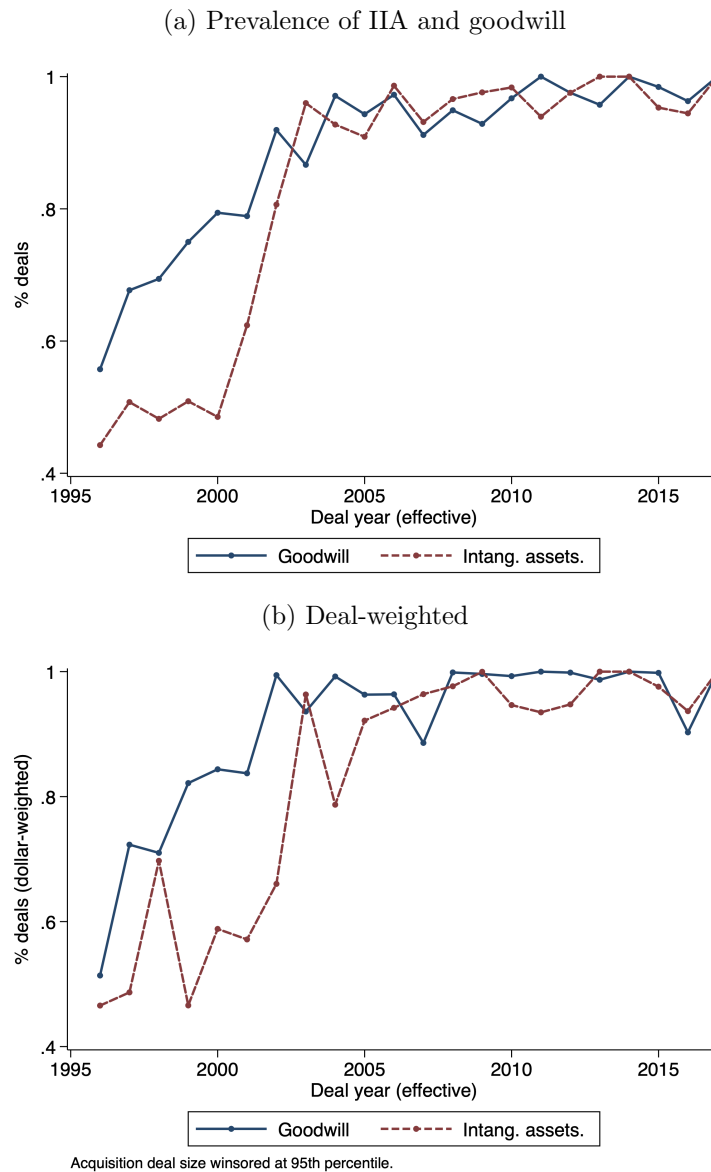 (a) Prevalence of IIA and goodwill
1
.8
.6
.4
% deals
1995 2000 2005 2010 2015
Deal year (effective)
Goodwill Intang. assets.
(b) Deal-weighted
1
.8
.6
.4
% deals (dollar-weighted)
1995 2000 2005 2010 2015
Deal year (effective)
Goodwill Intang. assets.
Acquisition deal size winsored at 95th percentile.